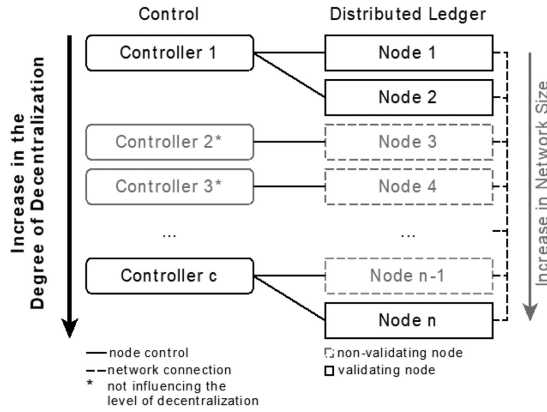 Control
Distributed Ledger
Increase in the
Degree of Decentralization
Controller 1
Node 1
Node 2
Controller 2*
Node 3
Controller 3*
Node 4
...
...
Controller c
Node n-1
Node n
Increase in Network Size
node control
network connection
* not influencing the
level of decentralization
non-validating node
validating node